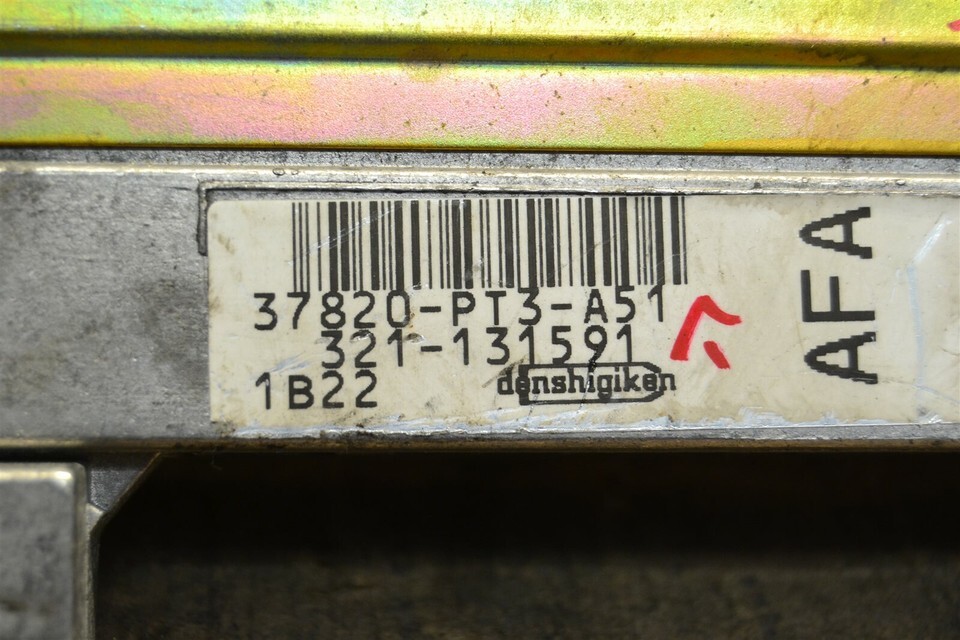 37820-PT3-A51
321-131591
1B22 denshigiken
AFA